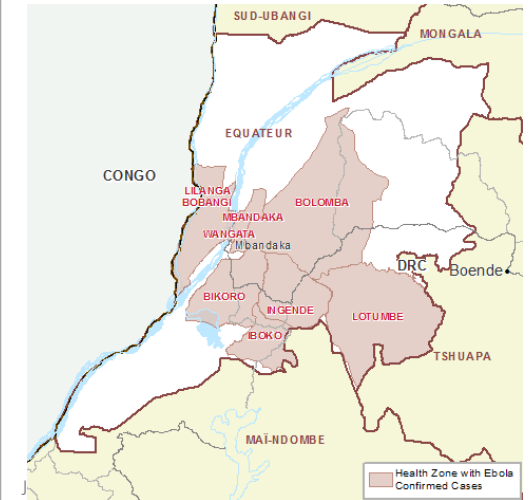 SUD-UBANGI
MONGALA
EQUATEUR
CONGO
LILANGA
BOBANGI
BOLOMBA
MBANDAKA
WANGATA
Mbandaka
DRC
Boende
BIKORO
INGENDE
LOTUMBE
IBOKO
TSHUAPA
MAÏ-NDOMBE
Health Zone with Ebola
Confirmed Cases